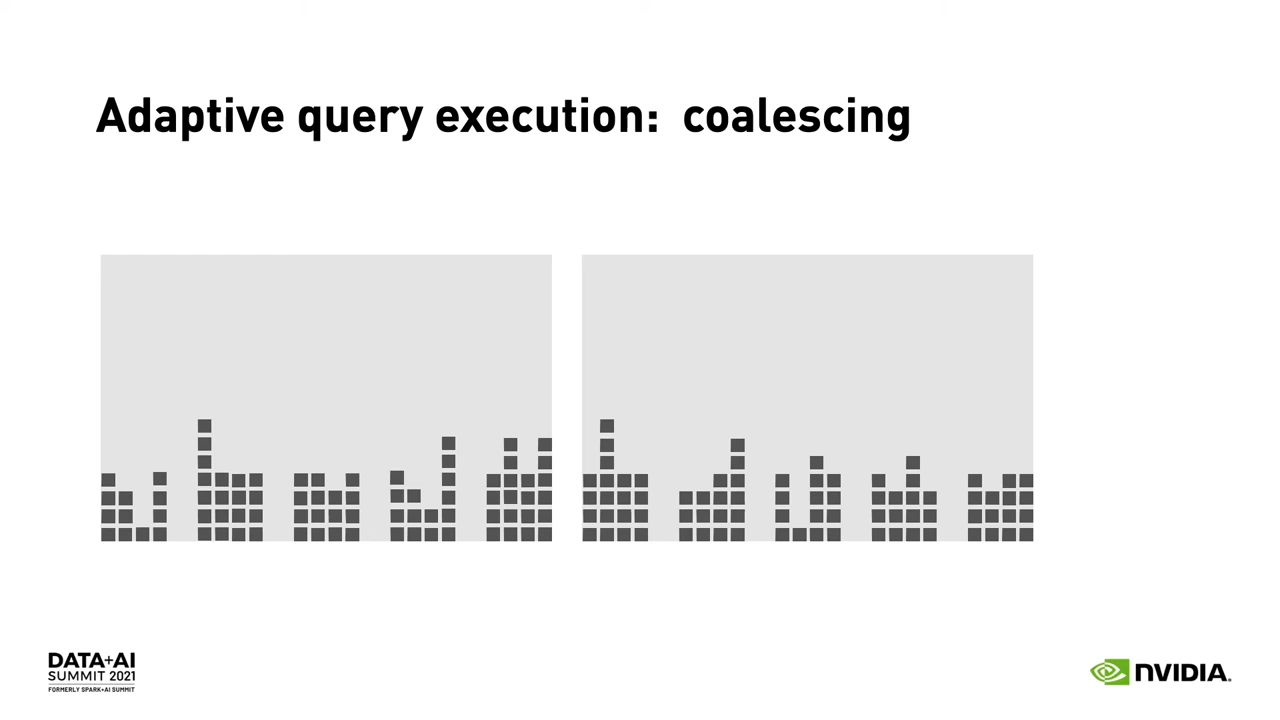 Adaptive query execution: coalescing
DATA+AI
SUMMIT 2021
FORMERLY SPARK+AI SUMMIT
NVIDIA.